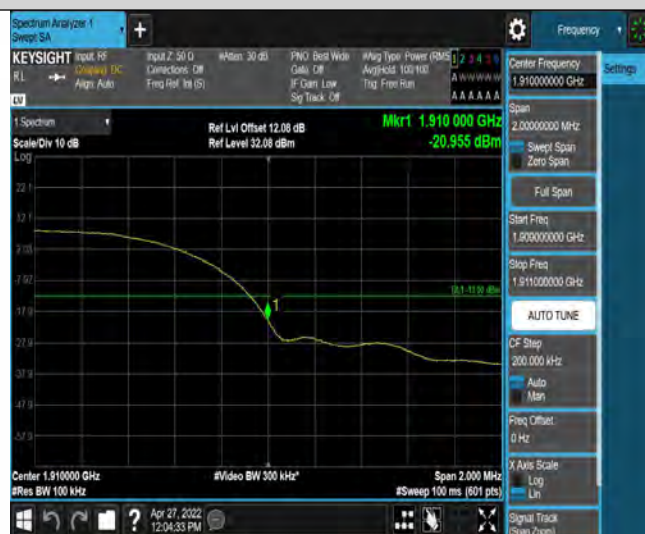 Spectrum Analyzer 1
Swept SA
+
Frequency
KEYSIGHT
Input: RF
Coupling: DC
Align: Auto
Input Z: 50 Ω
Corrections: Off
Freq Ref: Int (S)
#Atten: 30 dB
PNO: Best Wide
Gate: Off
IF Gain: Low
Sig Track: Off
#Avg Type: Power (RMS
Avg|Hold: 100/100
Trig: Free Run
1 2 3 4 5 6
A W W W W W
A A A A A A
RL
LXI
1 Spectrum
Scale/Div 10 dB
Log
Ref Lvl Offset 12.08 dB
Ref Level 32.08 dBm
Mkr1 1.910 000 GHz
-20.955 dBm
22.1
12.1
2.08
-7.92
-17.9
-27.9
-37.9
-47.9
-57.9
DL1 -13.00 dBm
1
Center 1.910000 GHz
#Res BW 100 kHz
#Video BW 300 kHz*
Span 2.000 MHz
#Sweep 100 ms (601 pts)
?
Apr 27, 2022
12:04:33 PM
Center Frequency
1.910000000 GHz
Settings
Span
2.00000000 MHz
Swept Span
Zero Span
Full Span
Start Freq
1.909000000 GHz
Stop Freq
1.911000000 GHz
AUTO TUNE
CF Step
200.000 kHz
Auto
Man
Freq Offset
0 Hz
X Axis Scale
Log
Lin
Signal Track
(Span Zoom)